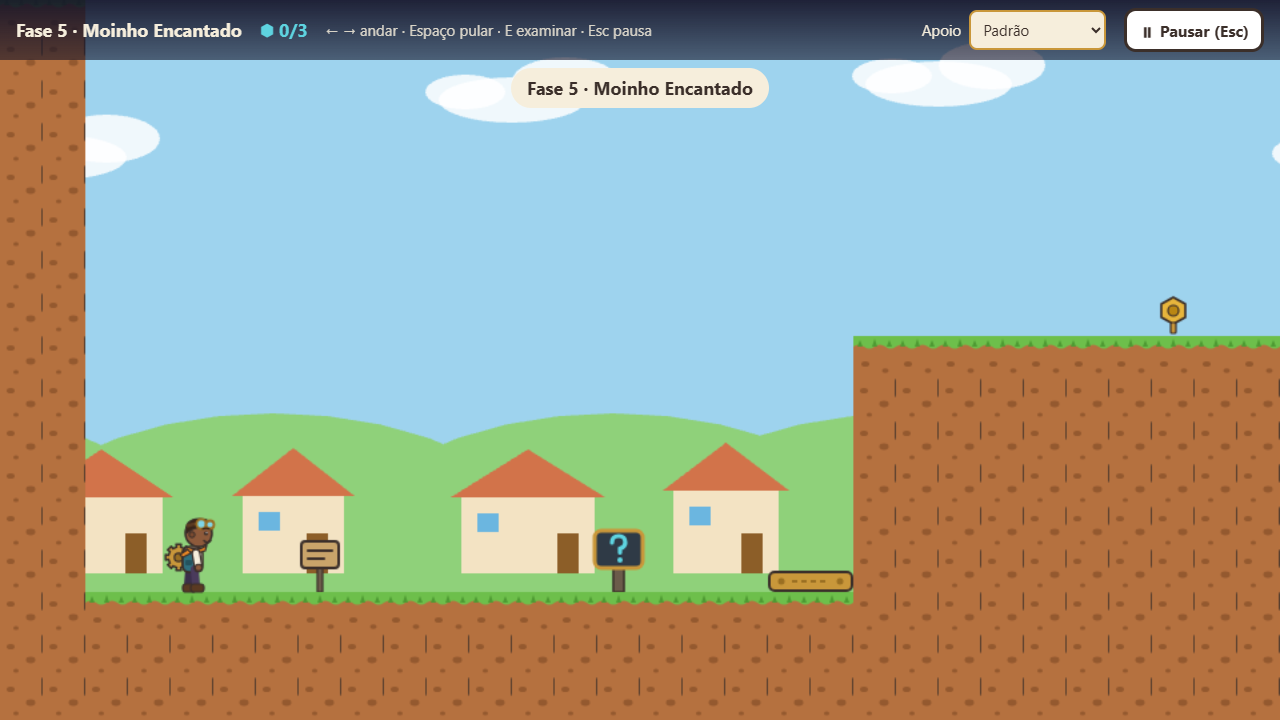 Fase 5 · Moinho Encantado
0/3
← → andar · Espaço pular · E examinar · Esc pausa
Apoio
Padrão
Pausar (Esc)
Fase 5 · Moinho Encantado
?